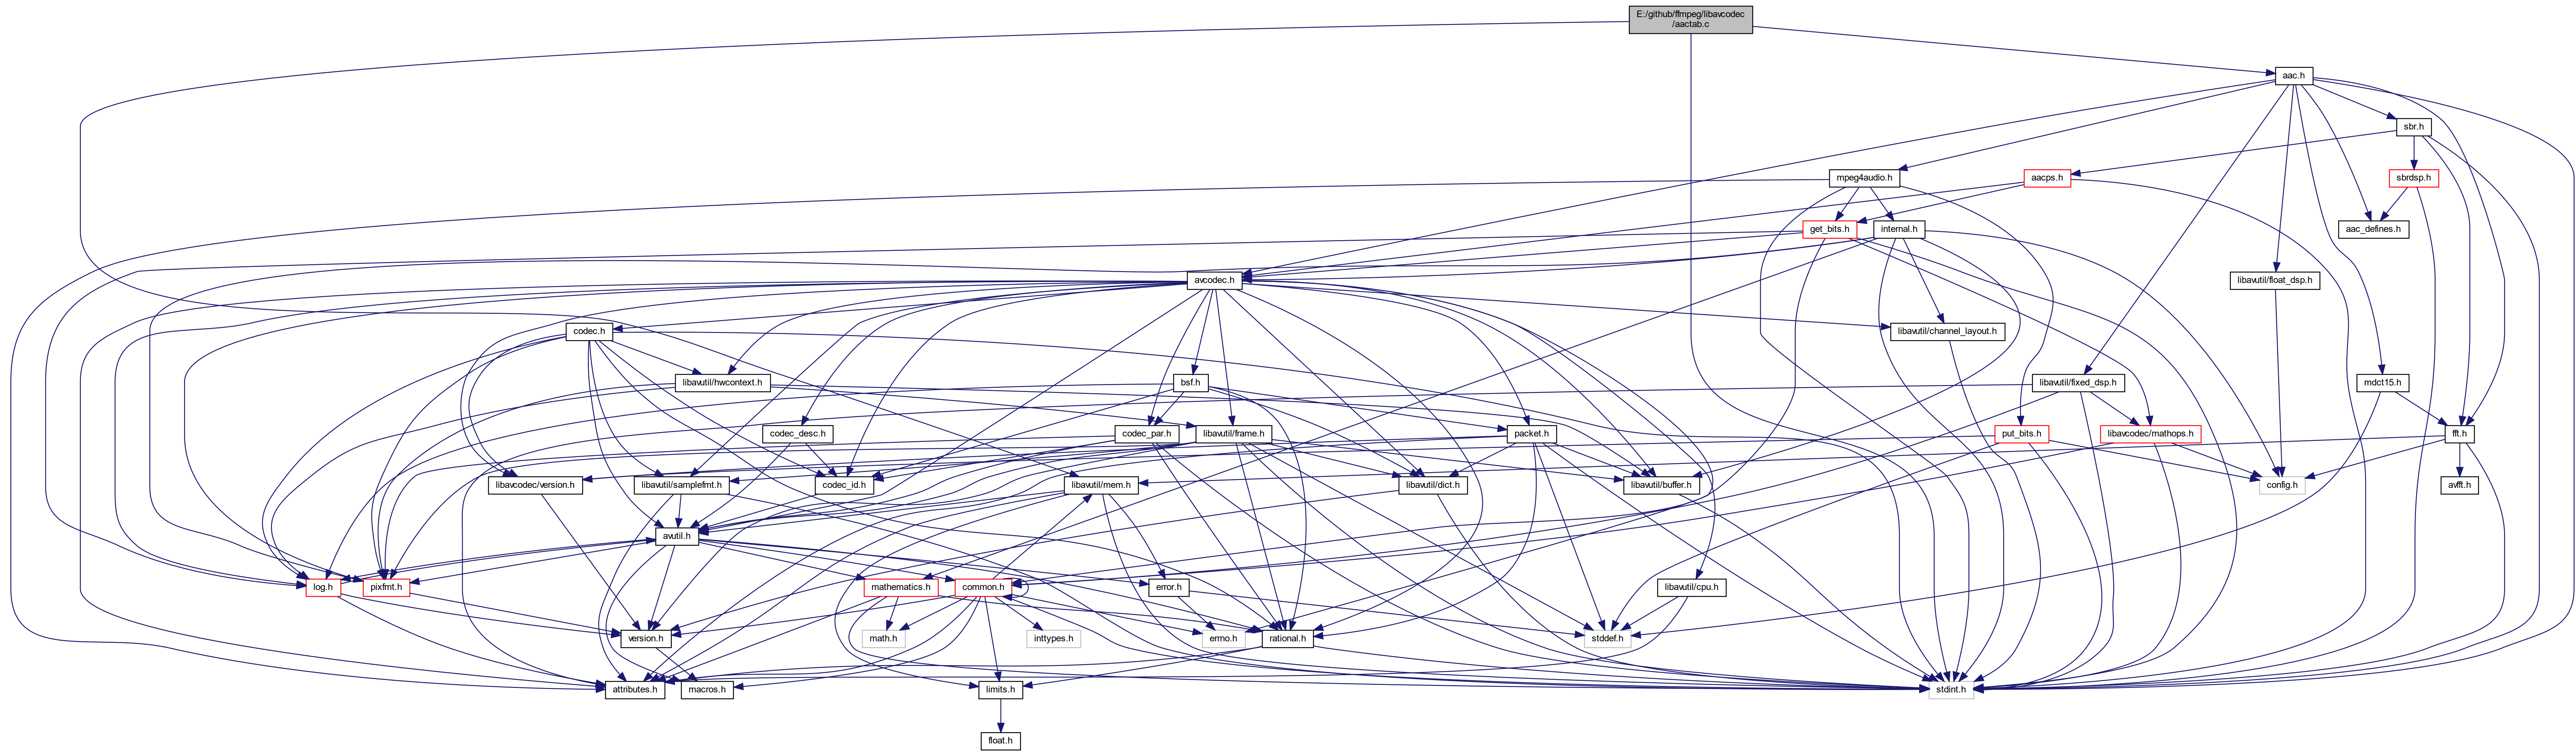 E:/github/ffmpeg/libavcodec
/aactab.c
aac.h
sbr.h
mpeg4audio.h
aacps.h
sbrdsp.h
get_bits.h
internal.h
aac_defines.h
avcodec.h
libavutil/float_dsp.h
codec.h
libavutil/channel_layout.h
libavutil/hwcontext.h
bsf.h
libavutil/fixed_dsp.h
mdct15.h
codec_desc.h
codec_par.h
libavutil/frame.h
packet.h
put_bits.h
libavcodec/mathops.h
fft.h
libavcodec/version.h
libavutil/samplefmt.h
codec_id.h
libavutil/mem.h
libavutil/dict.h
libavutil/buffer.h
config.h
avfft.h
avutil.h
log.h
pixfmt.h
mathematics.h
common.h
error.h
libavutil/cpu.h
version.h
math.h
inttypes.h
errno.h
rational.h
stddef.h
attributes.h
macros.h
limits.h
stdint.h
float.h